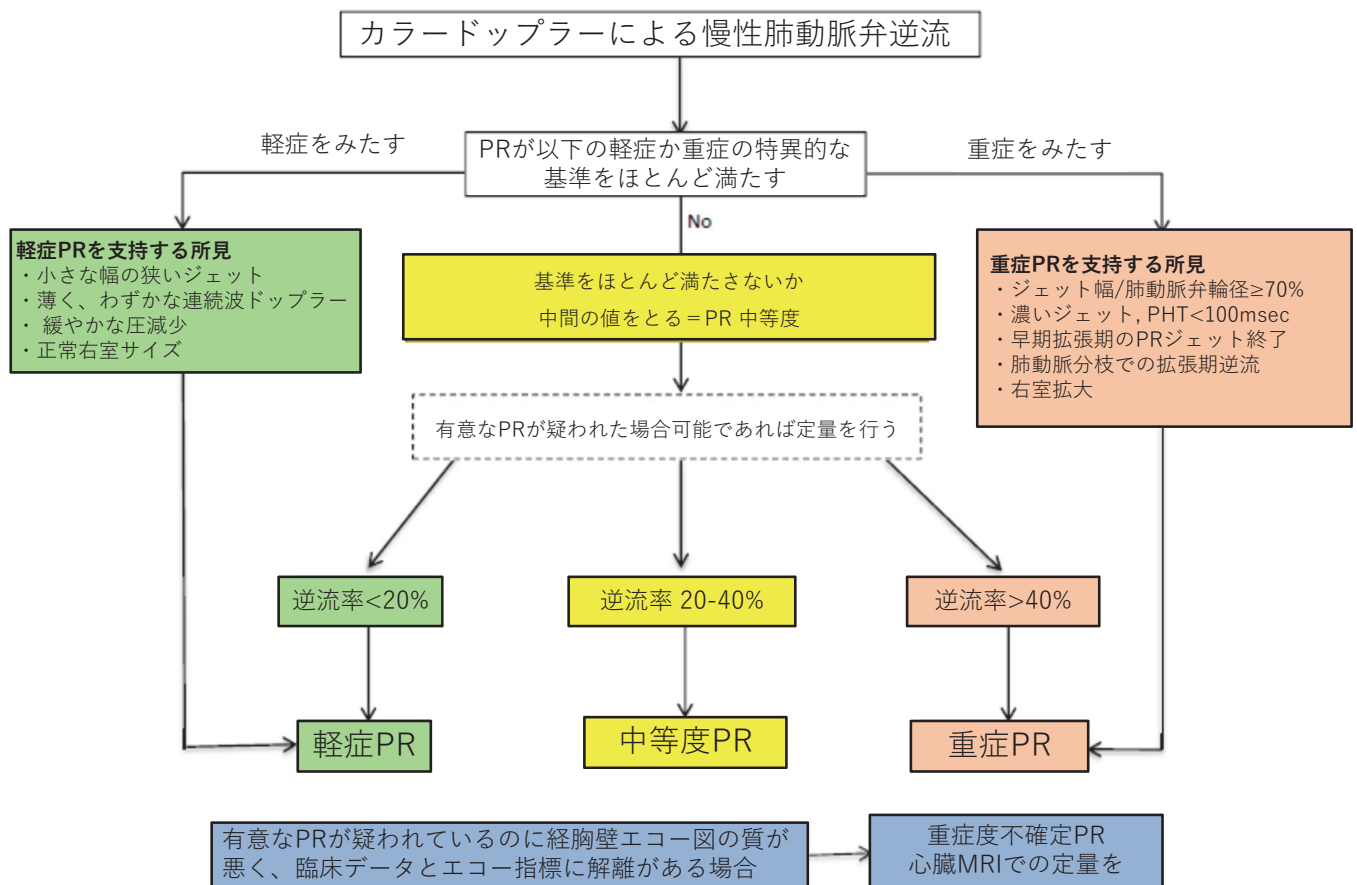 カラードップラーによる慢性肺動脈弁逆流
軽症をみたす
PRが以下の軽症か重症の特異的な
基準をほとんど満たす
重症をみたす
No
軽症PRを支持する所見
・小さな幅の狭いジェット
・薄く、わずかな連続波ドップラー
・ 緩やかな圧減少
・正常右室サイズ
基準をほとんど満たさないか
中間の値をとる＝PR 中等度
重症PRを支持する所見
・ジェット幅/肺動脈弁輪径≥70%
・濃いジェット, PHT<100msec
・早期拡張期のPRジェット終了
・肺動脈分枝での拡張期逆流
・右室拡大
有意なPRが疑われた場合可能であれば定量を行う
逆流率<20%
逆流率 20-40%
逆流率>40%
軽症PR
中等度PR
重症PR
有意なPRが疑われているのに経胸壁エコー図の質が
悪く、臨床データとエコー指標に解離がある場合
重症度不確定PR
心臓MRIでの定量を